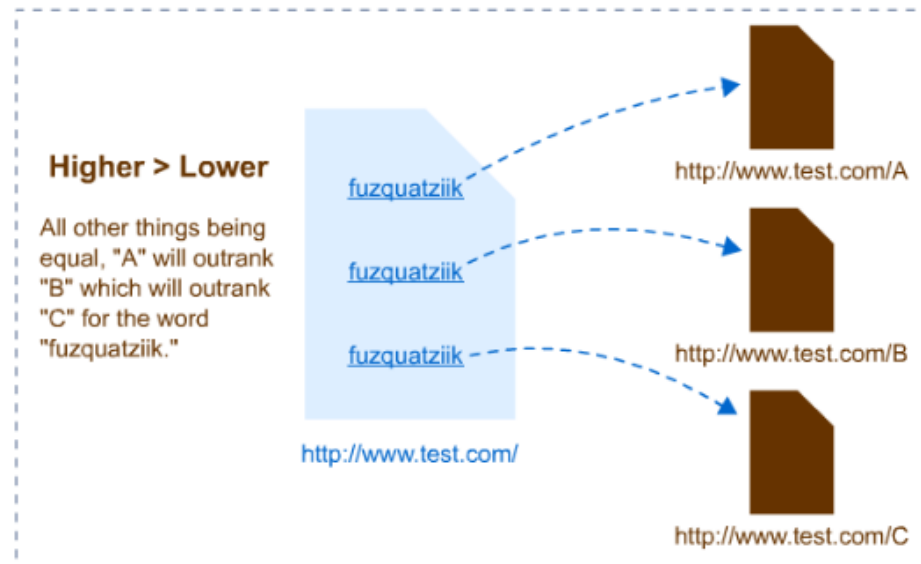 Higher > Lower
All other things being
equal, "A" will outrank
"B" which will outrank
"C" for the word
"fuzquatziik."
fuzquatziik
fuzquatziik
fuzquatziik
http://www.test.com/
http://www.test.com/A
http://www.test.com/B
http://www.test.com/C